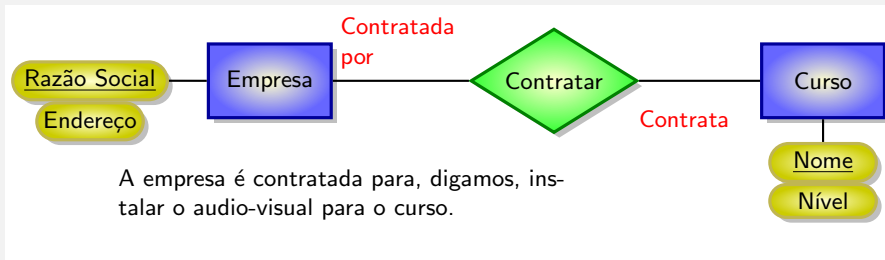 Contratada
por
Razão Social
Empresa
Contratar
Curso
Endereço
Contrata
Nome
Nível
A empresa é contratada para, digamos, ins-
talar o audio-visual para o curso.